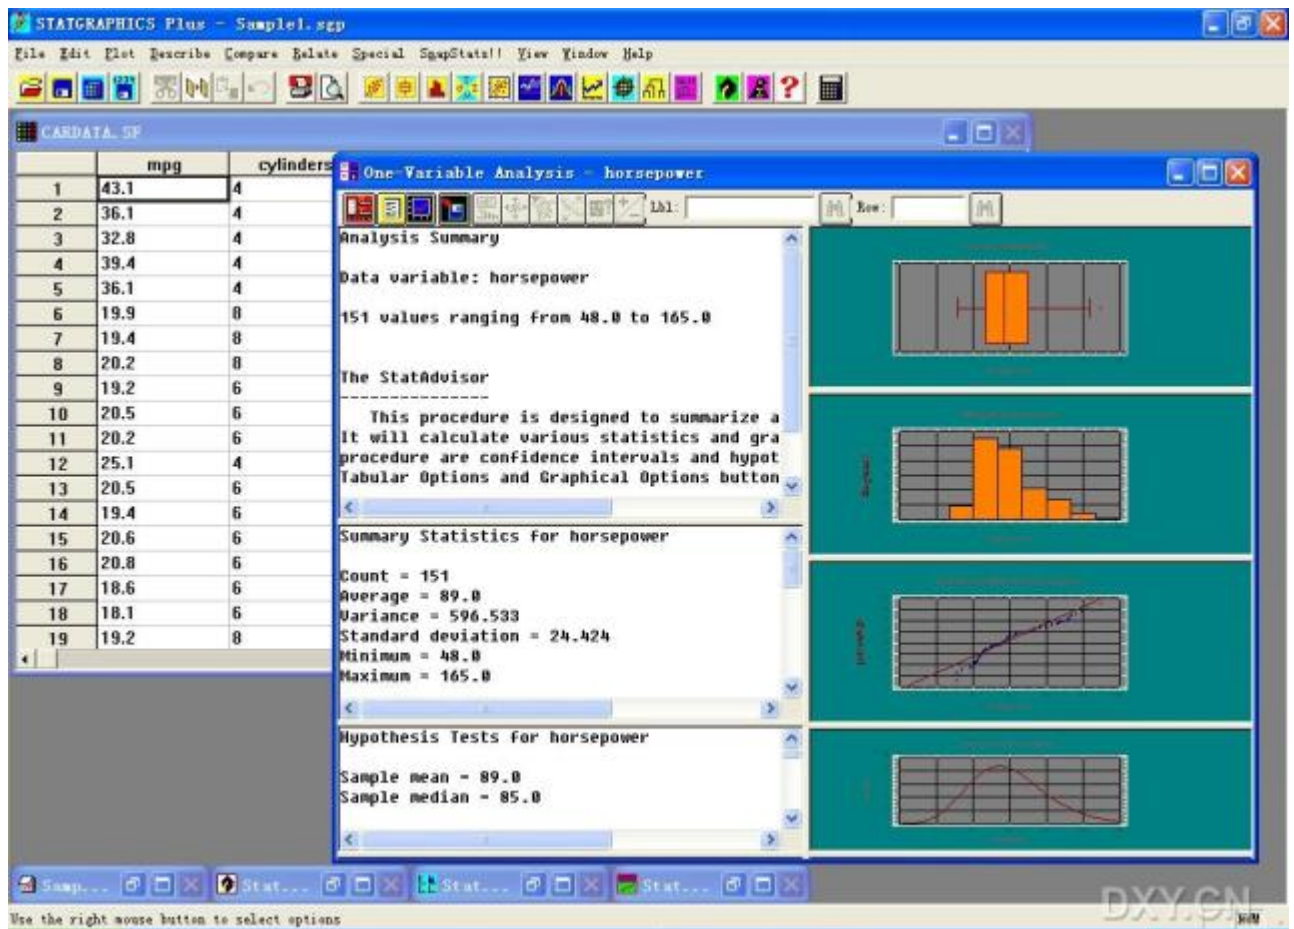 STATGRAPHICS Plus - Sample1.sgp
File Edit Plot Describe Compare Relate Special SnapStats!! View Window Help
CARDATA.SF
mpg cylinders
1 43.1 4
2 36.1 4
3 32.8 4
4 39.4 4
5 36.1 4
6 19.9 8
7 19.4 8
8 20.2 8
9 19.2 6
10 20.5 6
11 20.2 6
12 25.1 4
13 20.5 6
14 19.4 6
15 20.6 6
16 20.8 6
17 18.6 6
18 18.1 6
19 19.2 8
One-Variable Analysis - horsepower
Lbl: Row:
Analysis Summary
Data variable: horsepower
151 values ranging from 48.0 to 165.0
The StatAdvisor
---------------
This procedure is designed to summarize a
It will calculate various statistics and gra
procedure are confidence intervals and hypot
Tabular Options and Graphical Options button
Summary Statistics for horsepower
Count = 151
Average = 89.0
Variance = 596.533
Standard deviation = 24.424
Minimum = 48.0
Maximum = 165.0
Hypothesis Tests for horsepower
Sample mean = 89.0
Sample median = 85.0
Samp... Stat... Stat... Stat...
Use the right mouse button to select options
DXY.CN
NUM